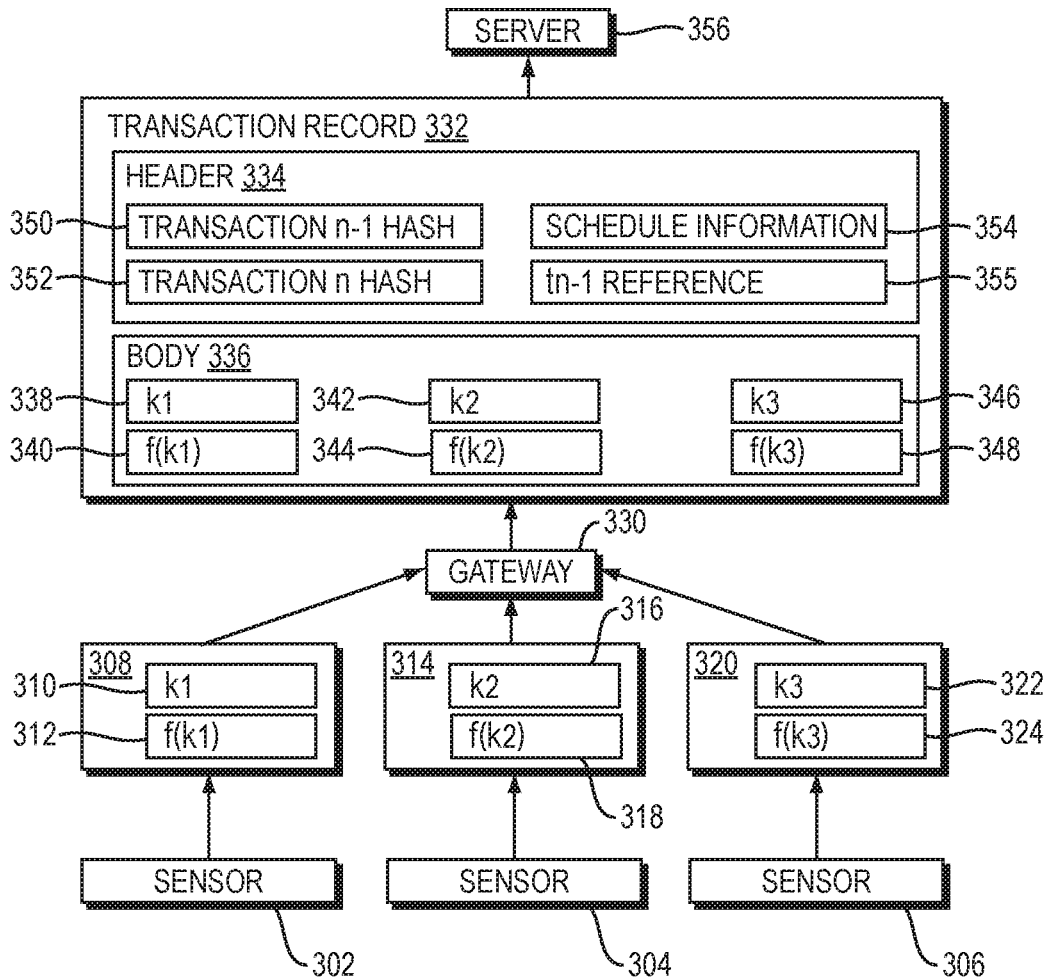 SERVER 356
TRANSACTION RECORD 332
HEADER 334
350 TRANSACTION n-1 HASH SCHEDULE INFORMATION 354
352 TRANSACTION n HASH tn-1 REFERENCE 355
BODY 336
338 k1 342 k2 k3 346
340 f(k1) 344 f(k2) f(k3) 348
330
GATEWAY
316
308 314 320
310 k1 k2 k3 322
312 f(k1) f(k2) f(k3) 324
318
SENSOR SENSOR SENSOR
302 304 306